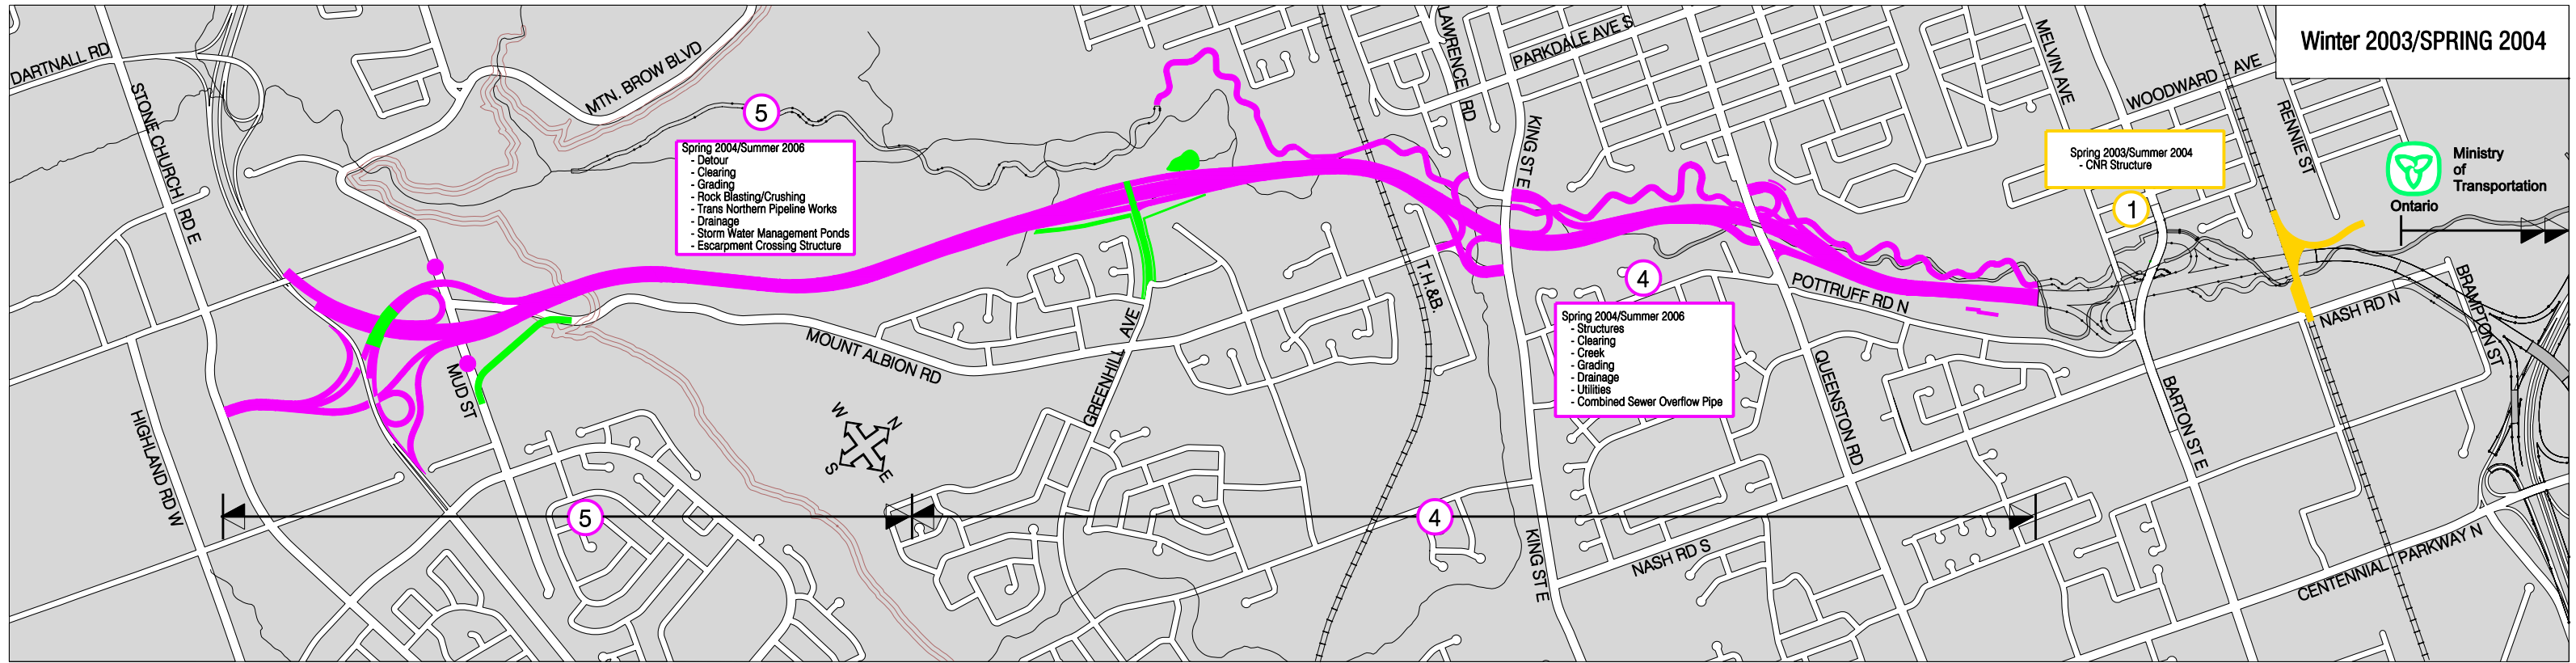 Winter 2003/SPRING 2004
DARTNALL RD
STONE CHURCH RD E
MTN. BROW BLVD
LAWRENCE RD
PARKDALE AVE S
KING ST E
MELVIN AVE
WOODWARD AVE
RENNIE ST
5
Spring 2004/Summer 2006
- Detour
- Clearing
- Grading
- Rock Blasting/Crushing
- Trans Northern Pipeline Works
- Drainage
- Storm Water Management Ponds
- Escarpment Crossing Structure
Spring 2003/Summer 2004
- CNR Structure
1
Ministry
of
Transportation
Ontario
4
Spring 2004/Summer 2006
- Structures
- Clearing
- Creek
- Grading
- Drainage
- Utilities
- Combined Sewer Overflow Pipe
T.H.&B.
POTTRUFF RD N
NASH RD N
BRAMPTON ST
MOUNT ALBION RD
GREENHILL AVE
MUD ST
HIGHLAND RD W
QUEENSTON RD
BARTON ST E
W
N
S
E
5
4
KING ST E
NASH RD S
CENTENNIAL PARKWAY N